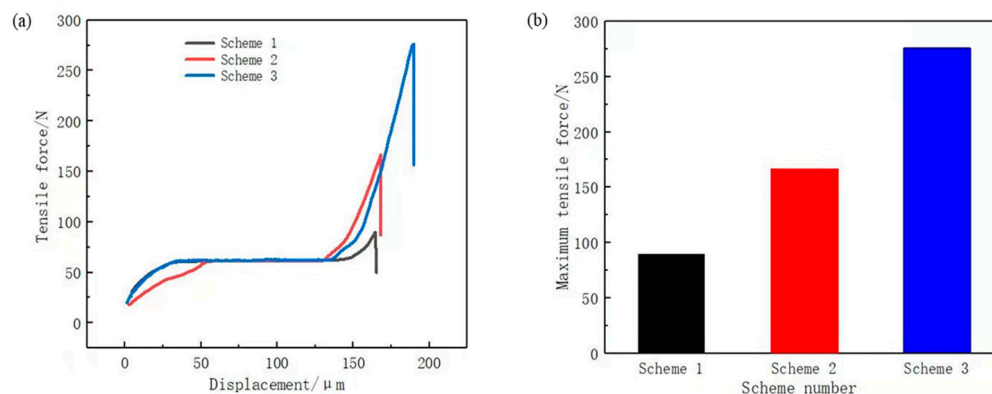 (a)
300
250
200
150
100
50
0
Tensile force/N
Scheme 1
Scheme 2
Scheme 3
0 50 100 150 200
Displacement/μm
(b)
300
250
200
150
100
50
0
Maximum tensile force/N
Scheme 1 Scheme 2 Scheme 3
Scheme number